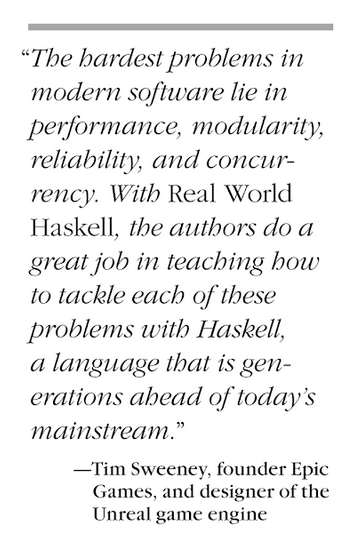 “The hardest problems in
modern software lie in
performance, modularity,
reliability, and concur-
rency. With Real World
Haskell, the authors do a
great job in teaching how
to tackle each of these
problems with Haskell,
a language that is gen-
erations ahead of today’s
mainstream.”
—Tim Sweeney, founder Epic
Games, and designer of the
Unreal game engine